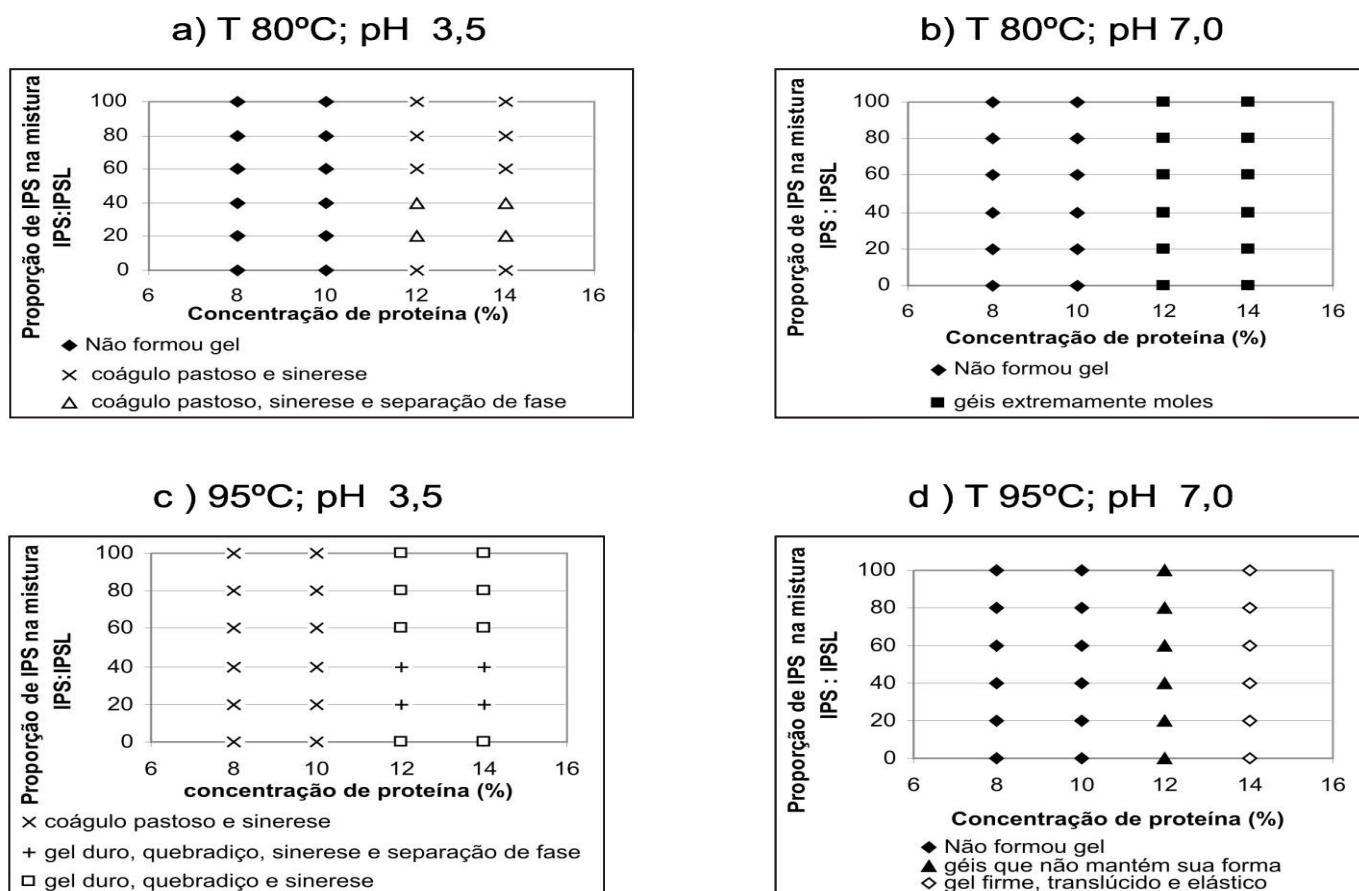 a) T 80ºC; pH 3,5
Proporção de IPS na mistura
IPS:IPSL
100
80
60
40
20
0
6 8 10 12 14 16
Concentração de proteína (%)
Não formou gel
coágulo pastoso e sinerese
coágulo pastoso, sinerese e separação de fase
b) T 80ºC; pH 7,0
Proporção de IPS na mistura
IPS : IPSL
100
80
60
40
20
0
6 8 10 12 14 16
Concentração de proteína (%)
Não formou gel
géis extremamente moles
c ) 95ºC; pH 3,5
Proporção de IPS na mistura
IPS:IPSL
100
80
60
40
20
0
6 8 10 12 14 16
concentração de proteína (%)
coágulo pastoso e sinerese
gel duro, quebradiço, sinerese e separação de fase
gel duro, quebradiço e sinerese
d ) T 95ºC; pH 7,0
Proporção de IPS na mistura
IPS : IPSL
100
80
60
40
20
0
6 8 10 12 14 16
Concentração de proteína (%)
Não formou gel
géis que não mantém sua forma
gel firme, translúcido e elástico